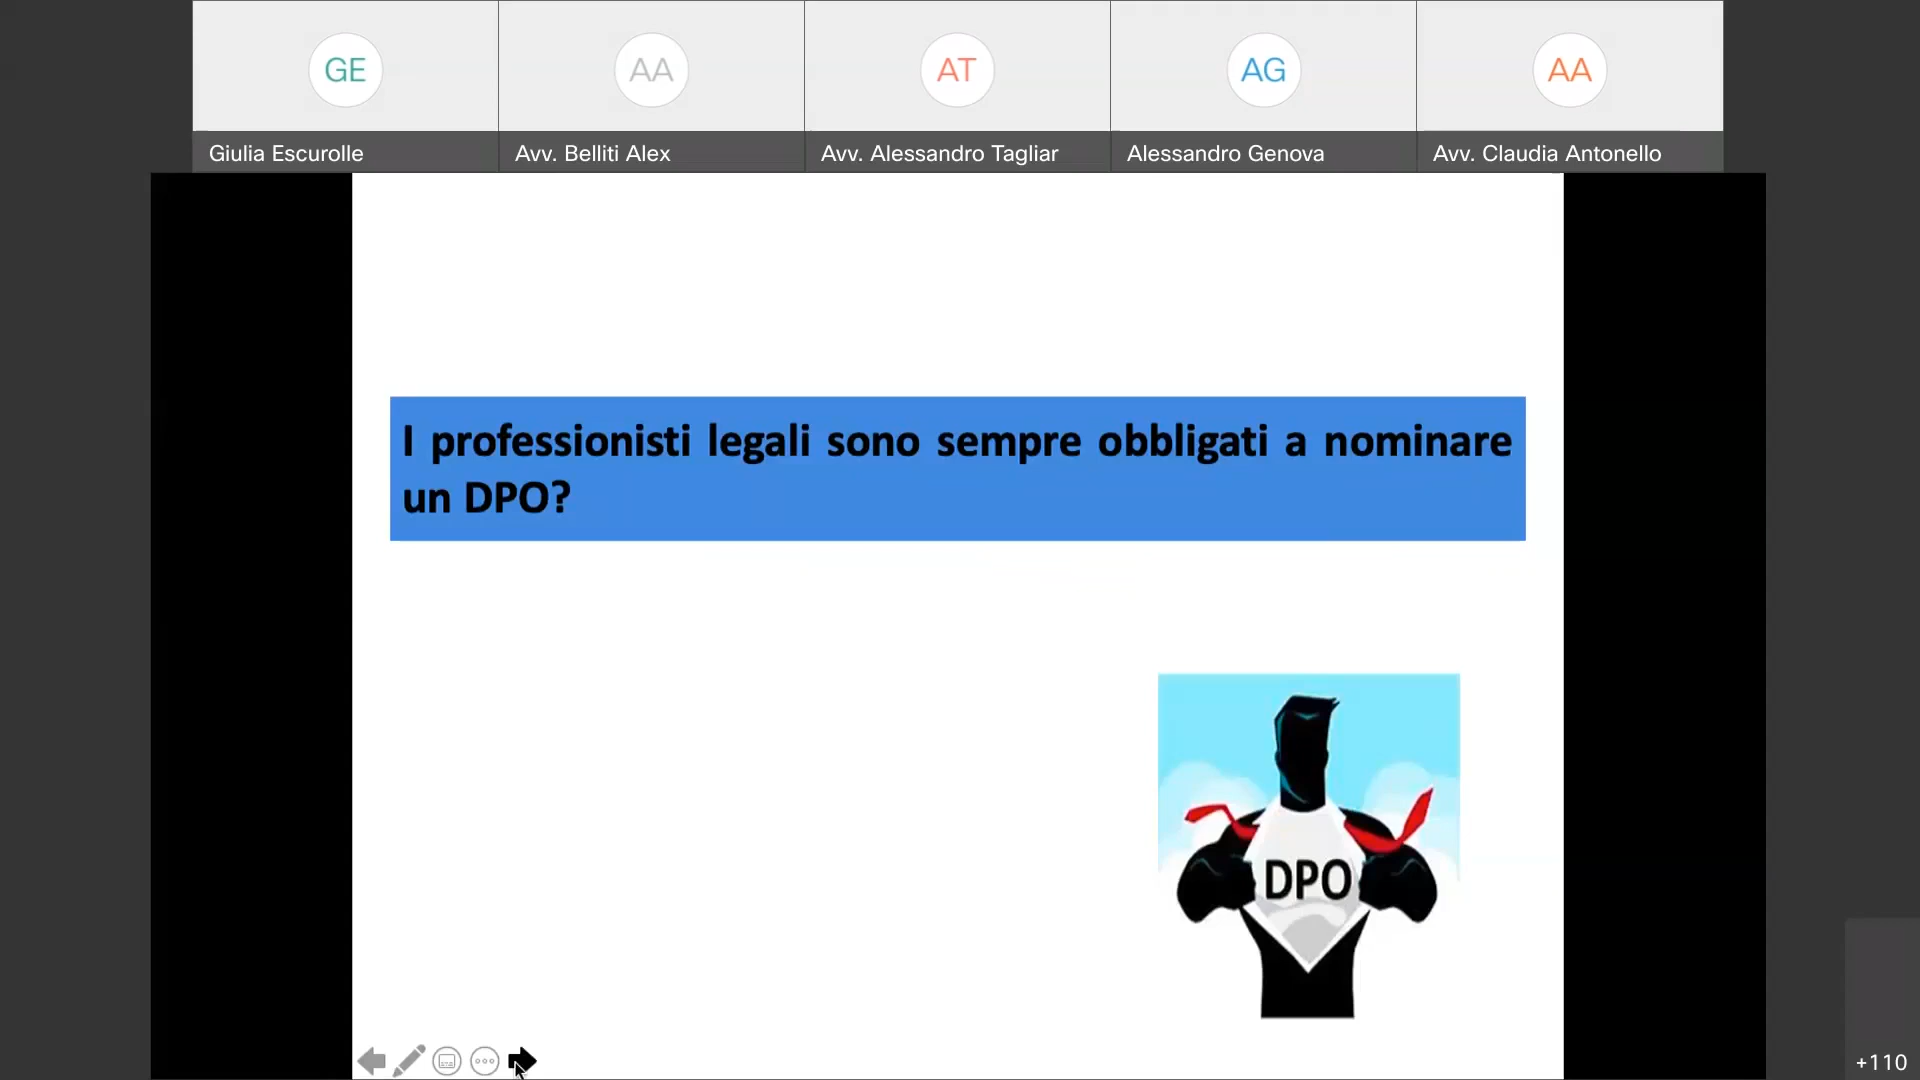 GE
AA
AT
AG
AA
Giulia Escurolle
Avv. Belliti Alex
Avv. Alessandro Tagliar
Alessandro Genova
Avv. Claudia Antonello
I professionisti legali sono sempre obbligati a nominare
un DPO?
DPO
+110